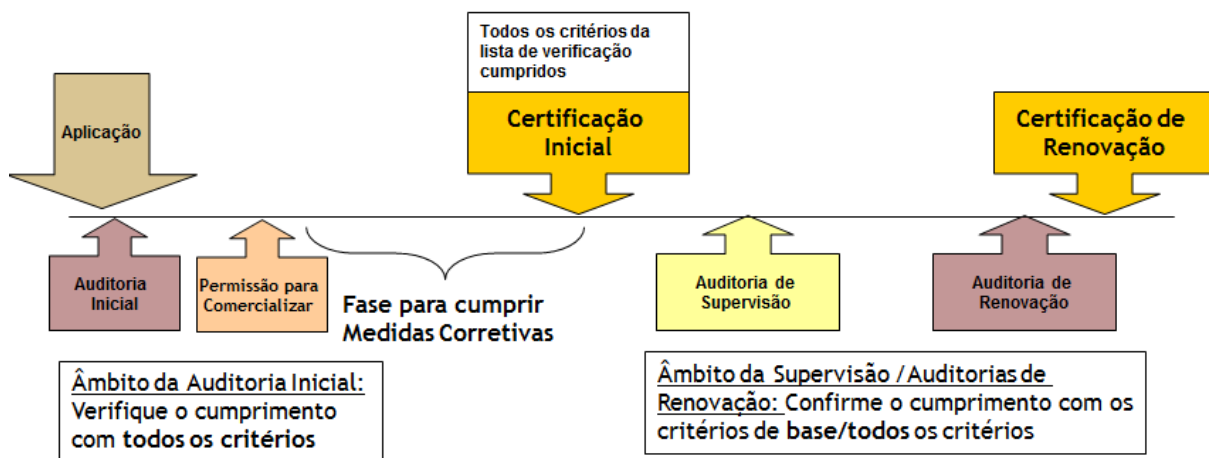 Todos os critérios da
lista de verificação
cumpridos
Aplicação
Certificação
Inicial
Certificação de
Renovação
Auditoria
Inicial
Permissão para
Comercializar
Fase para cumprir
Medidas Corretivas
Auditoria de
Supervisão
Auditoria de
Renovação
Âmbito da Auditoria Inicial:
Verifique o cumprimento
com todos os critérios
Âmbito da Supervisão /Auditorias de
Renovação: Confirme o cumprimento com os
critérios de base/todos os critérios